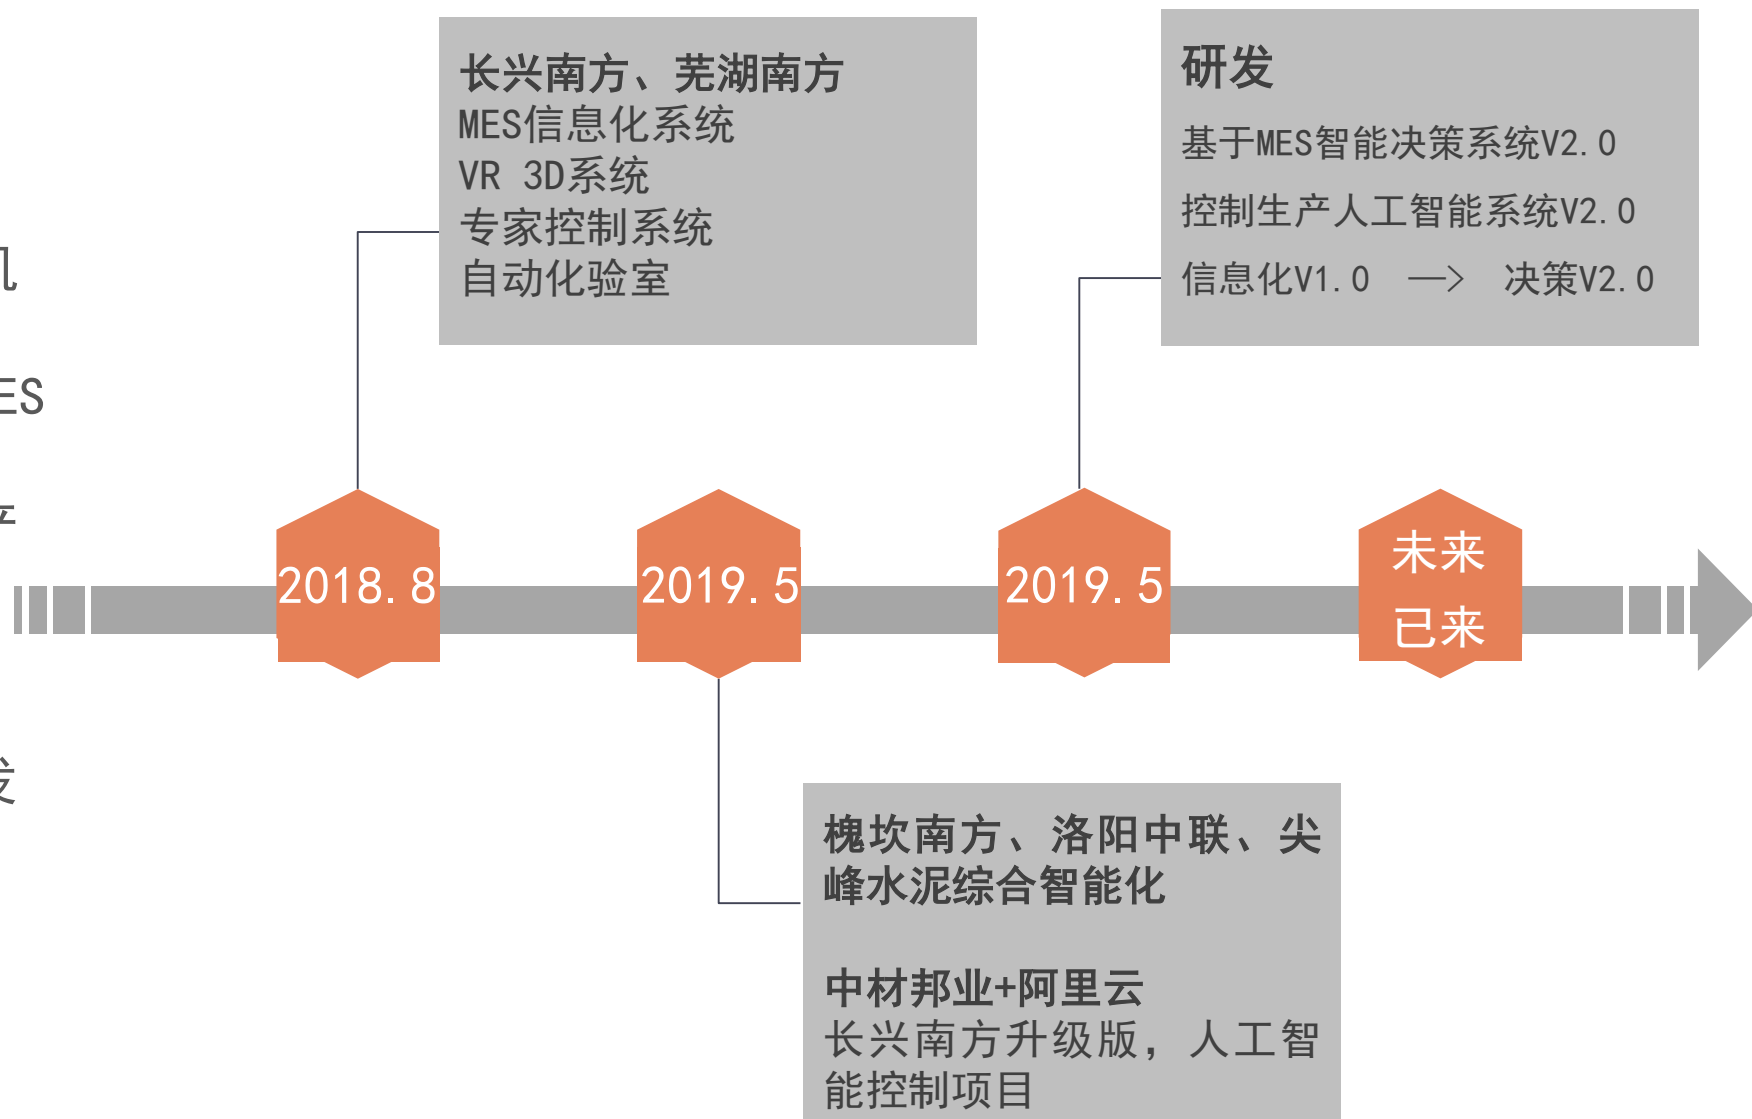 长兴南方、芜湖南方
MES信息化系统
VR 3D系统
专家控制系统
自动化验室
研发
基于MES智能决策系统V2.0
控制生产人工智能系统V2.0
信息化V1.0 —> 决策V2.0
ES
2018.8
2019.5
2019.5
未来
已来
发
槐坎南方、洛阳中联、尖
峰水泥综合智能化
中材邦业+阿里云
长兴南方升级版，人工智
能控制项目